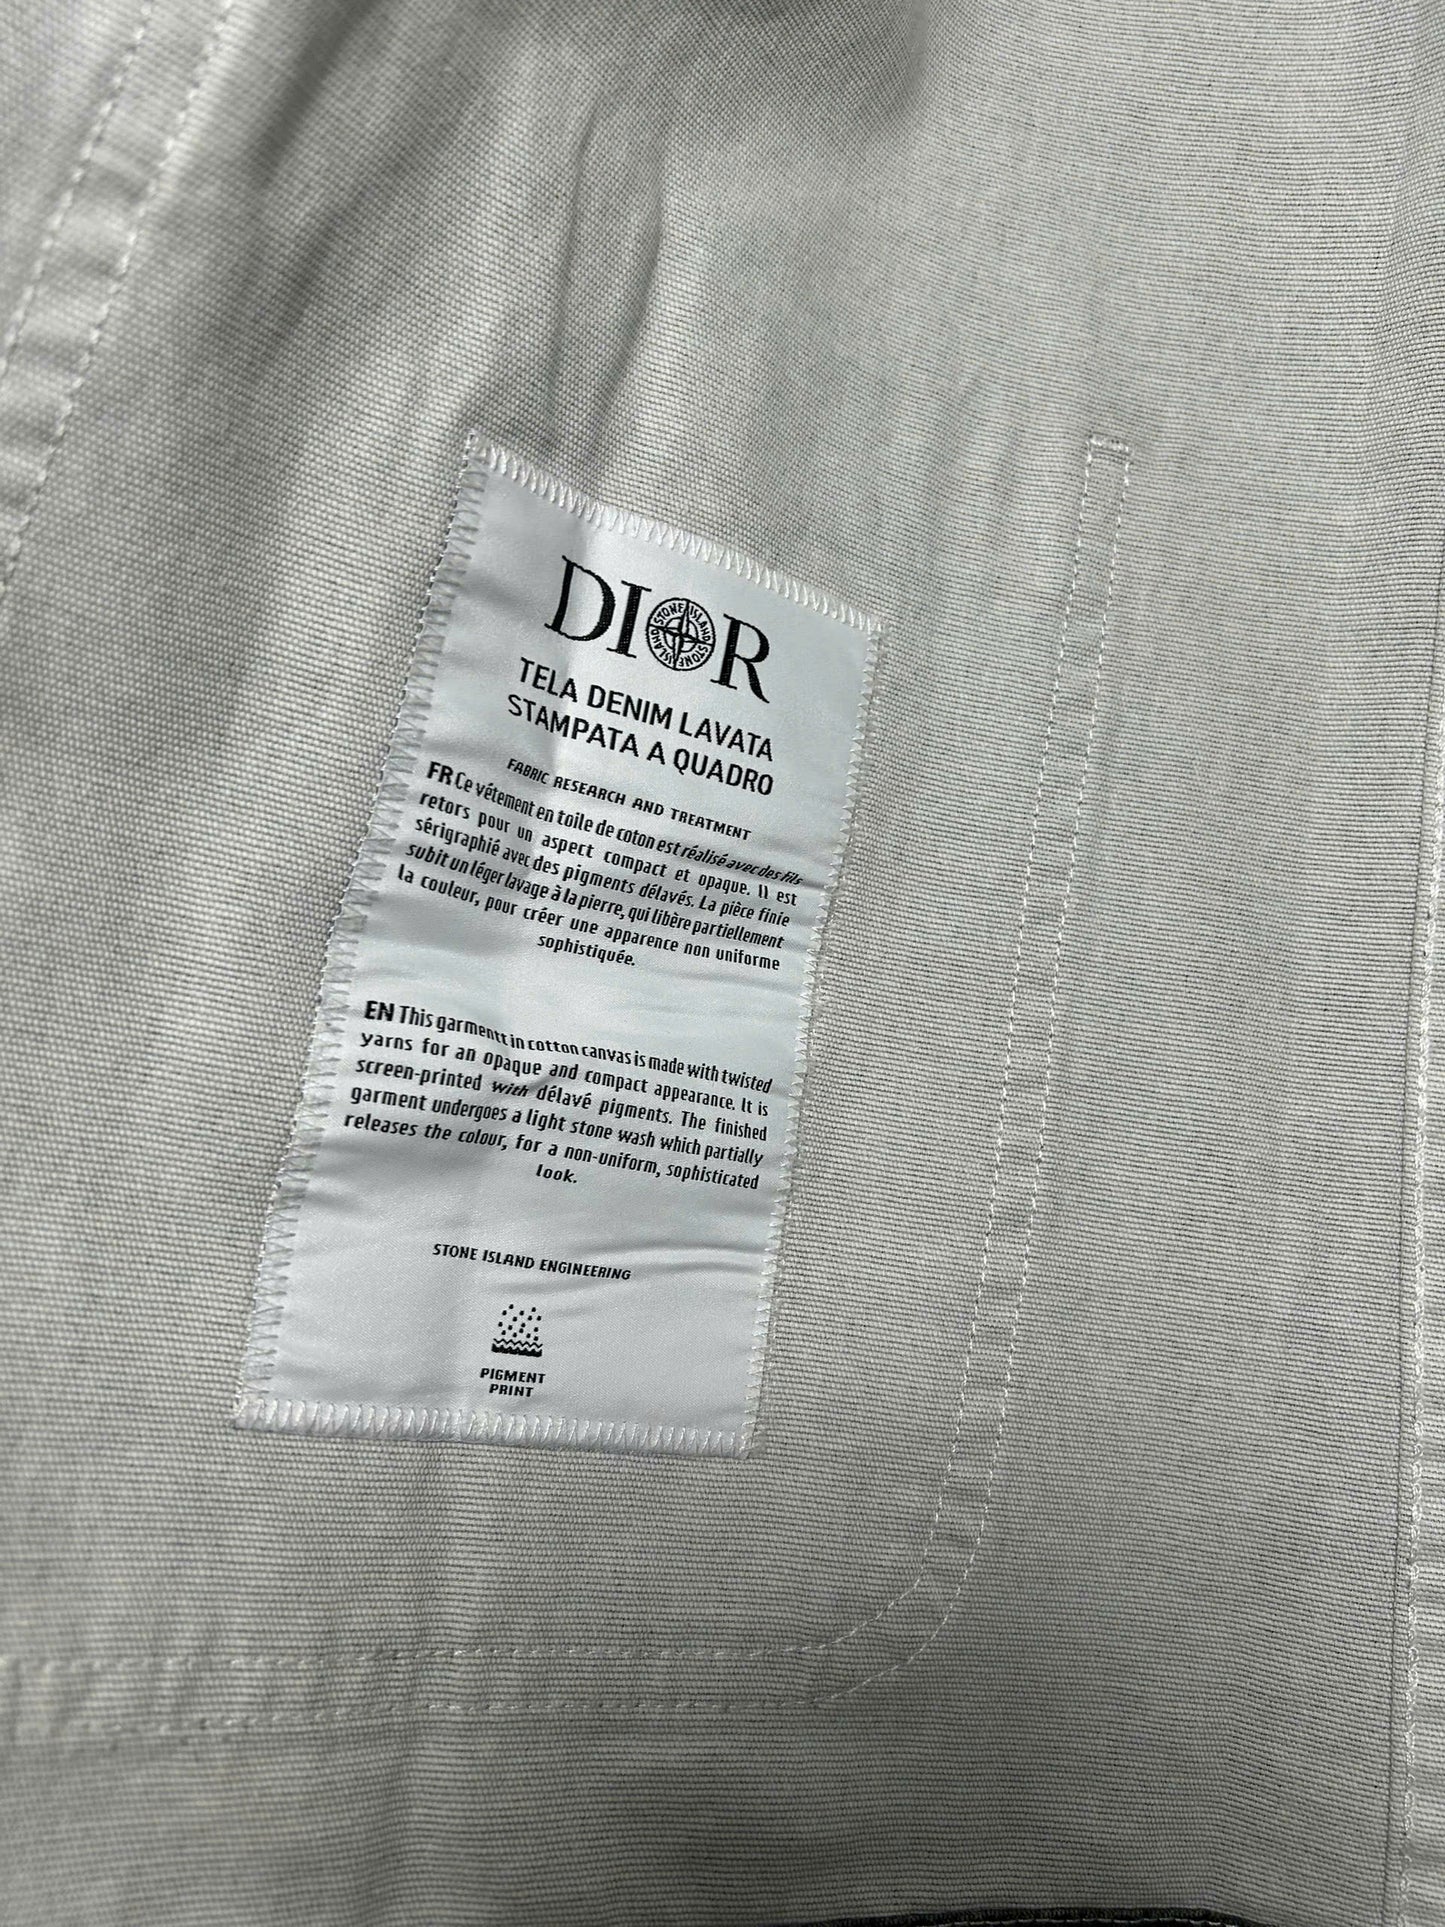 DIOR
STONE ISLAND STONE ISLAND
TELA DENIM LAVATA
STAMPATA A QUADRO
FABRIC RESEARCH AND TREATMENT
FR Ce vétement en toile de coton est réalisé avec des fils
retors pour un aspect compact et opaque. Il est
sérigraphié avec des pigments délavés. La pièce finie
subit un léger lavage à la pierre, qui libère partiellement
la couleur, pour créer une apparence non uniforme
sophistiquée.
EN This garmentt in cotton canvas is made with twisted
yarns for an opaque and compact appearance. It is
screen-printed with délavé pigments. The finished
garment undergoes a light stone wash which partially
releases the colour, for a non-uniform, sophisticated
look.
STONE ISLAND ENGINEERING
PIGMENT
PRINT